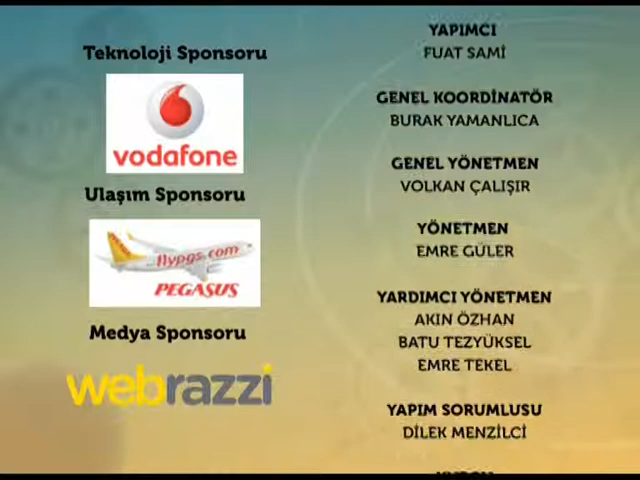 Teknoloji Sponsoru
vodafone
Ulaşım Sponsoru
flypgs.com
PEGASUS
Medya Sponsoru
webrazzi
YAPIMCI
FUAT SAMİ
GENEL KOORDİNATÖR
BURAK YAMANLICA
GENEL YÖNETMEN
VOLKAN ÇALIŞIR
YÖNETMEN
EMRE GÜLER
YARDIMCI YÖNETMEN
AKIN ÖZHAN
BATU TEZYÜKSEL
EMRE TEKEL
YAPIM SORUMLUSU
DİLEK MENZİLCİ